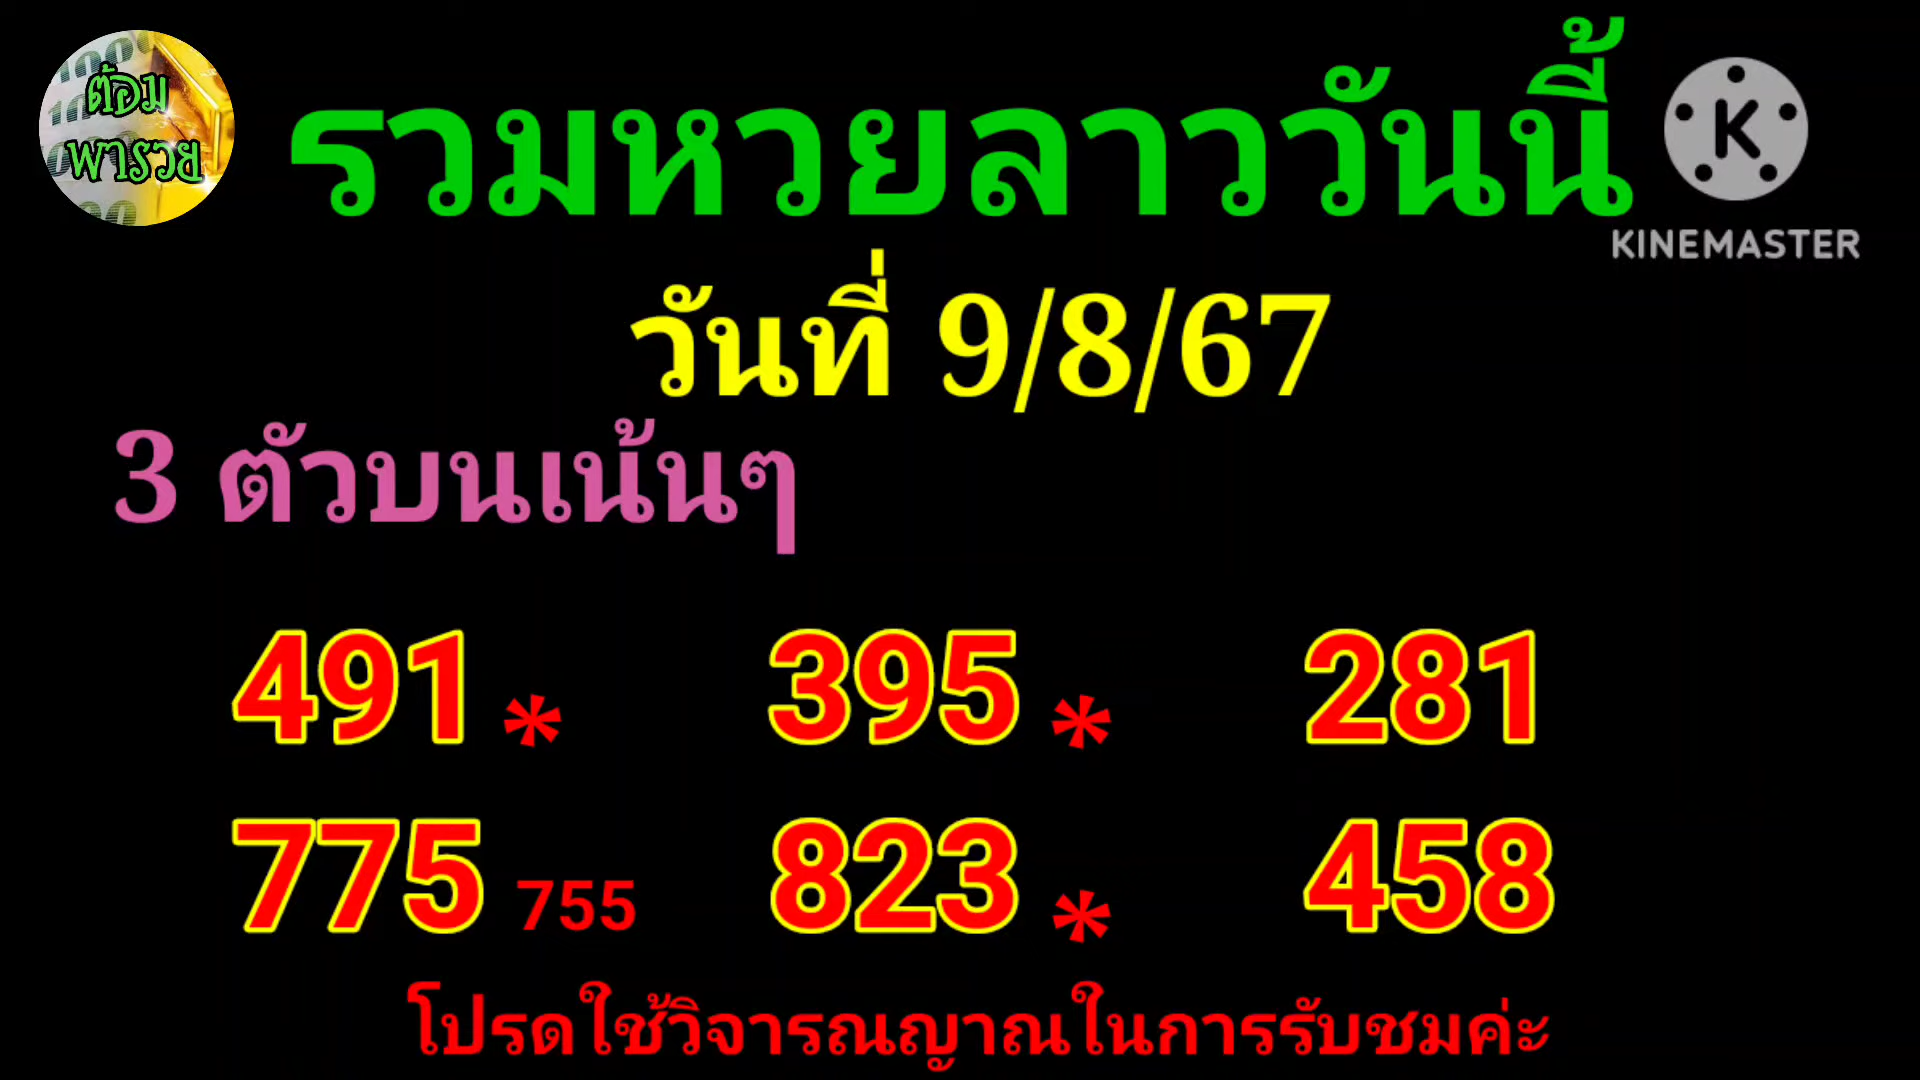 ต้อม
พารวย
รวมหวยลาววันนี้
KINEMASTER
วันที่ 9/8/67
3 ตัวบนเน้นๆ
491 * 395 * 281
775 755 823 * 458
โปรดใช้วิจารณญาณในการรับชมค่ะ